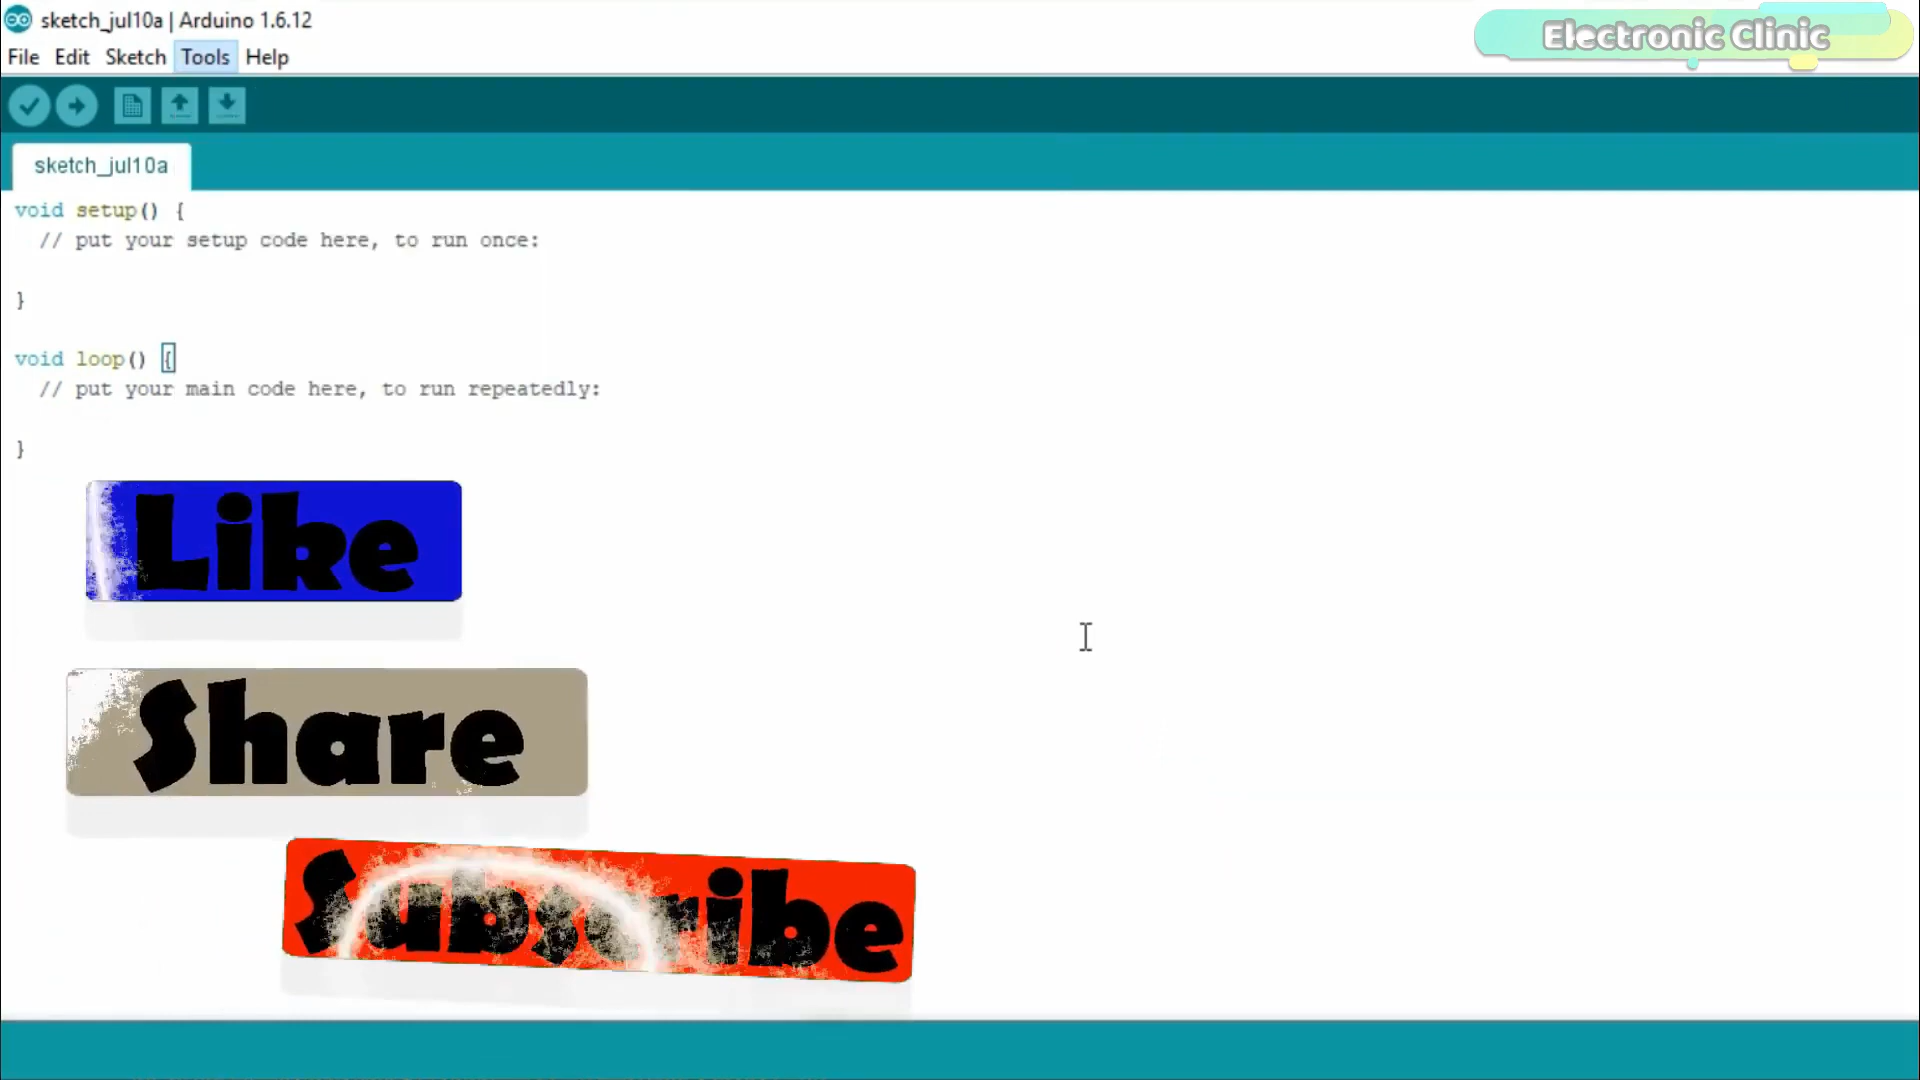 sketch_jul10a | Arduino 1.6.12
Electronic Clinic
File Edit Sketch Tools Help
sketch_jul10a
void setup() {
  // put your setup code here, to run once:
}
void loop() {
  // put your main code here, to run repeatedly:
}
Like
Share
Subscribe